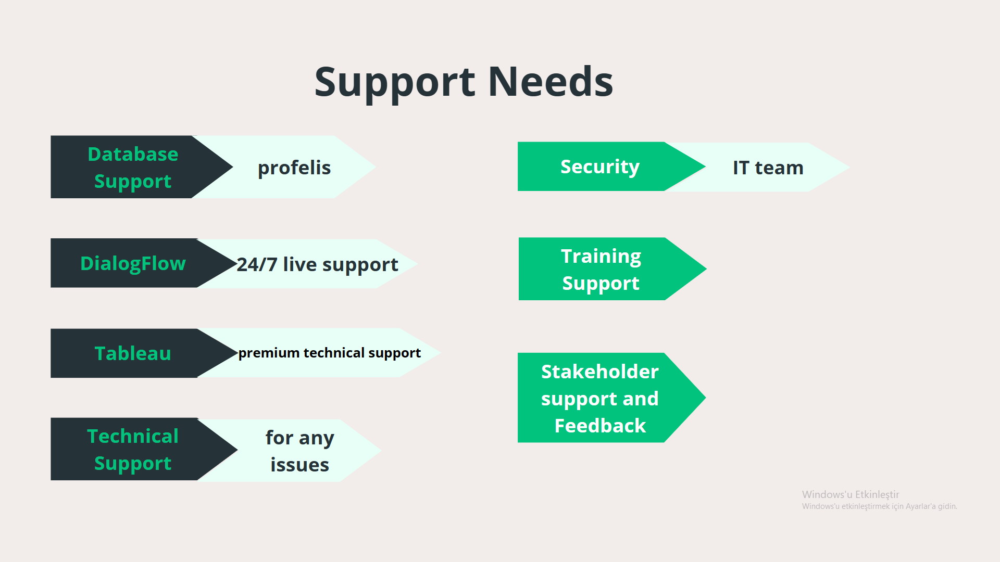 Support Needs
Database
Support
profelis
DialogFlow
24/7 live support
Tableau
premium technical support
Technical
Support
for any
issues
Security
IT team
Training
Support
Stakeholder
support and
Feedback
Windows'u Etkinleştir
Windows'u etkinleştirmek için Ayarlar'a gidin.